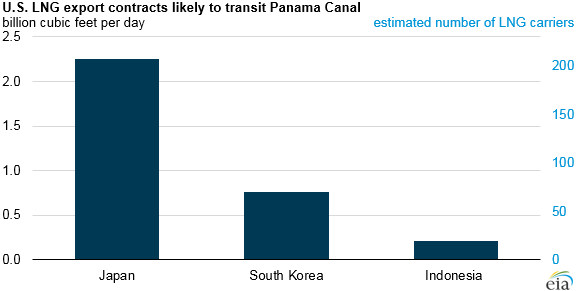 U.S. LNG export contracts likely to transit Panama Canal
billion cubic feet per day estimated number of LNG carriers
2.5
2.0 200
1.5 150
1.0 100
0.5 50
0.0 0
Japan South Korea Indonesia
eia